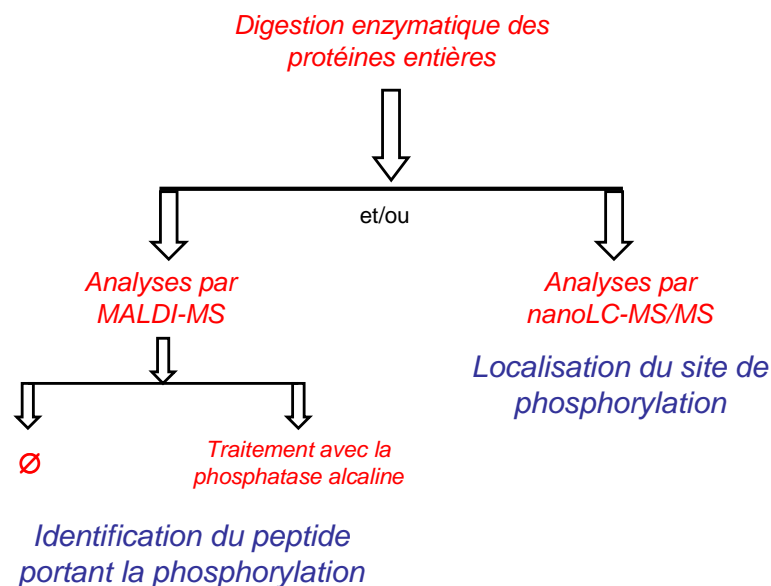 Digestion enzymatique des
protéines entières
et/ou
Analyses par
MALDI-MS
Analyses par
nanoLC-MS/MS
Localisation du site de
phosphorylation
Ø
Traitement avec la
phosphatase alcaline
Identification du peptide
portant la phosphorylation